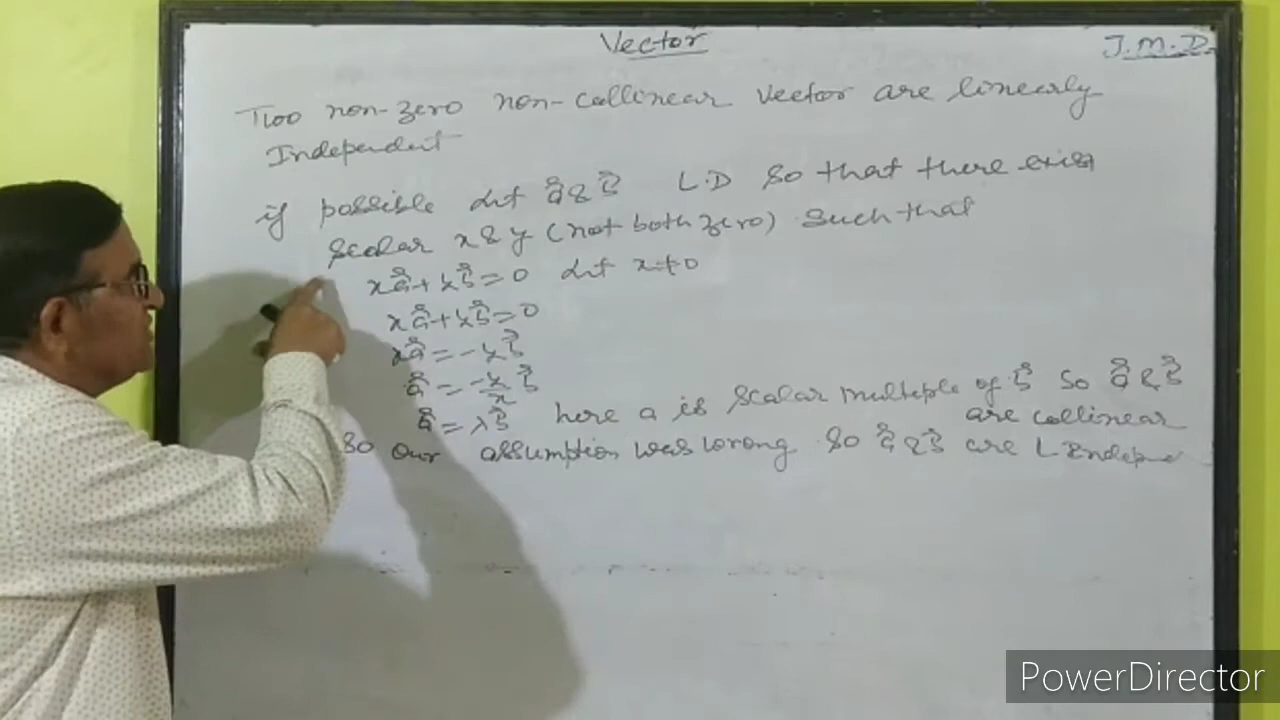 Vector
J.M.D.
Two non-zero non-collinear vector are linearly
Independent
if possible let a⃗ & b⃗ L.D so that there exist
scalar x & y (not both zero) such that
xa⃗ + yb⃗ = 0 let x≠0
xa⃗ + yb⃗ = 0
xa⃗ = -yb⃗
a⃗ = -y/x b⃗
a⃗ = λb⃗ here a is scalar multiple of b⃗ so a⃗ & b⃗
are collinear
so our assumption was wrong so a⃗ & b⃗ are L
PowerDirector